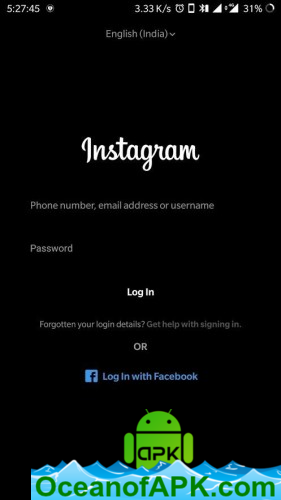 5:27:45 3.33 K/s 31%
English (India)
Instagram
Phone number, email address or username
Password
Log In
Forgotten your login details? Get help with signing in.
OR
f Log In with Facebook
APK
OceanofAPK.com